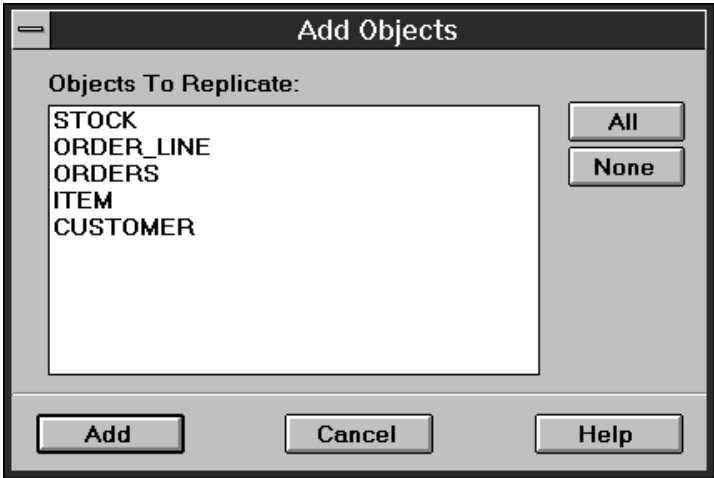 Add Objects
Objects To Replicate:
STOCK
ORDER_LINE
ORDERS
ITEM
CUSTOMER
All
None
Add
Cancel
Help